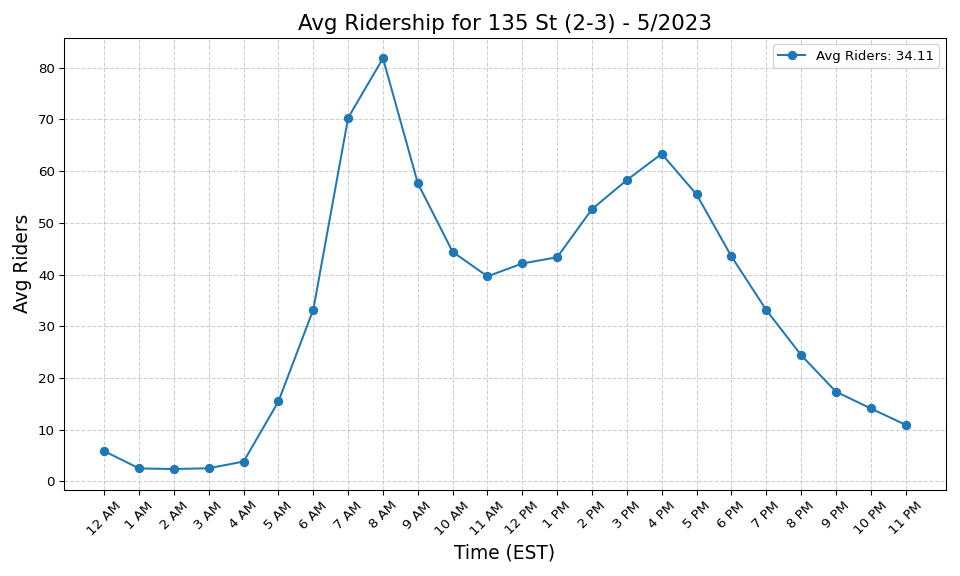 Avg Ridership for 135 St (2-3) - 5/2023
Avg Riders: 34.11
Avg Riders
80
70
60
50
40
30
20
10
0
12 AM
1 AM
2 AM
3 AM
4 AM
5 AM
6 AM
7 AM
8 AM
9 AM
10 AM
11 AM
12 PM
1 PM
2 PM
3 PM
4 PM
5 PM
6 PM
7 PM
8 PM
9 PM
10 PM
11 PM
Time (EST)